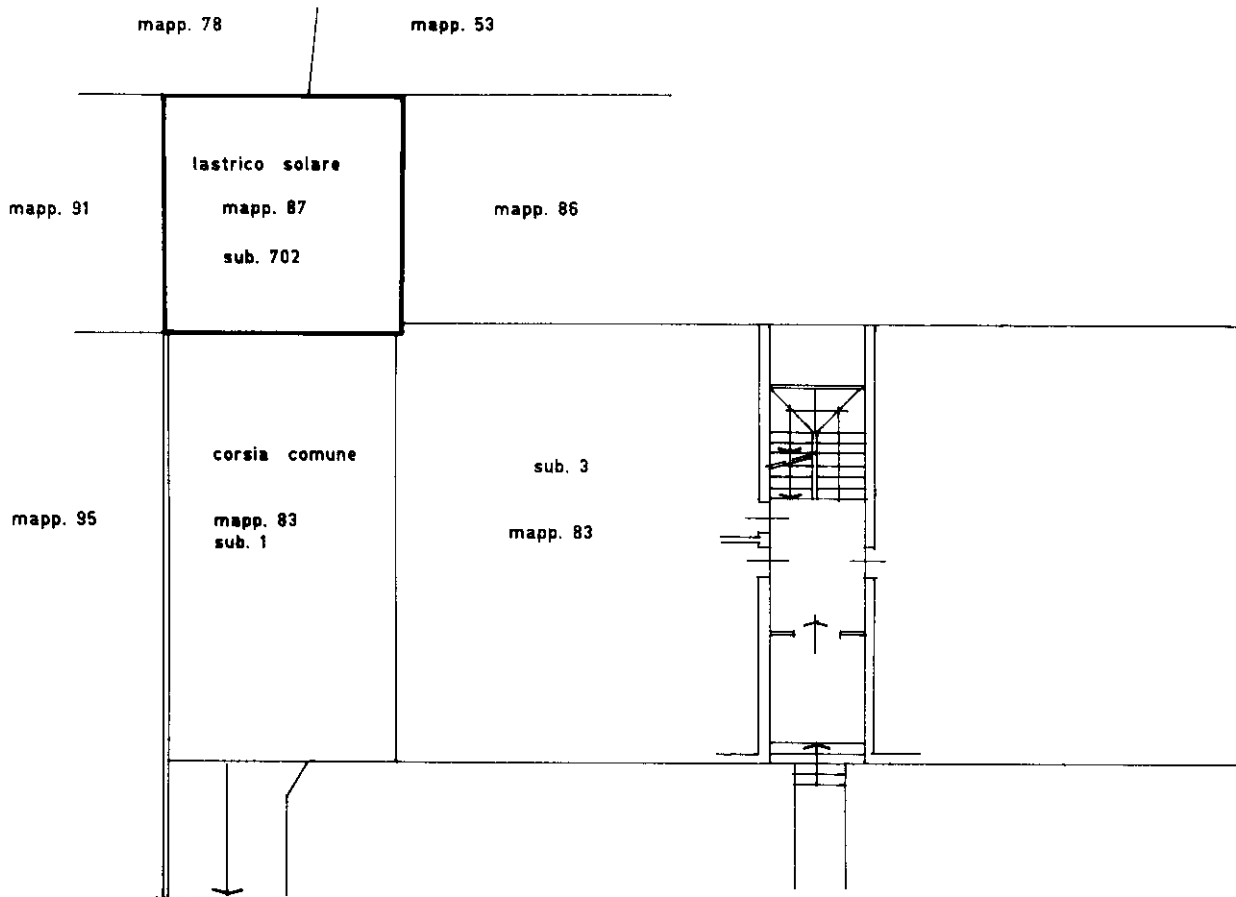 mapp. 78
mapp. 53
lastrico solare
mapp. 91
mapp. 87
mapp. 86
sub. 702
corsia comune
sub. 3
mapp. 95
mapp. 83
sub. 1
mapp. 83